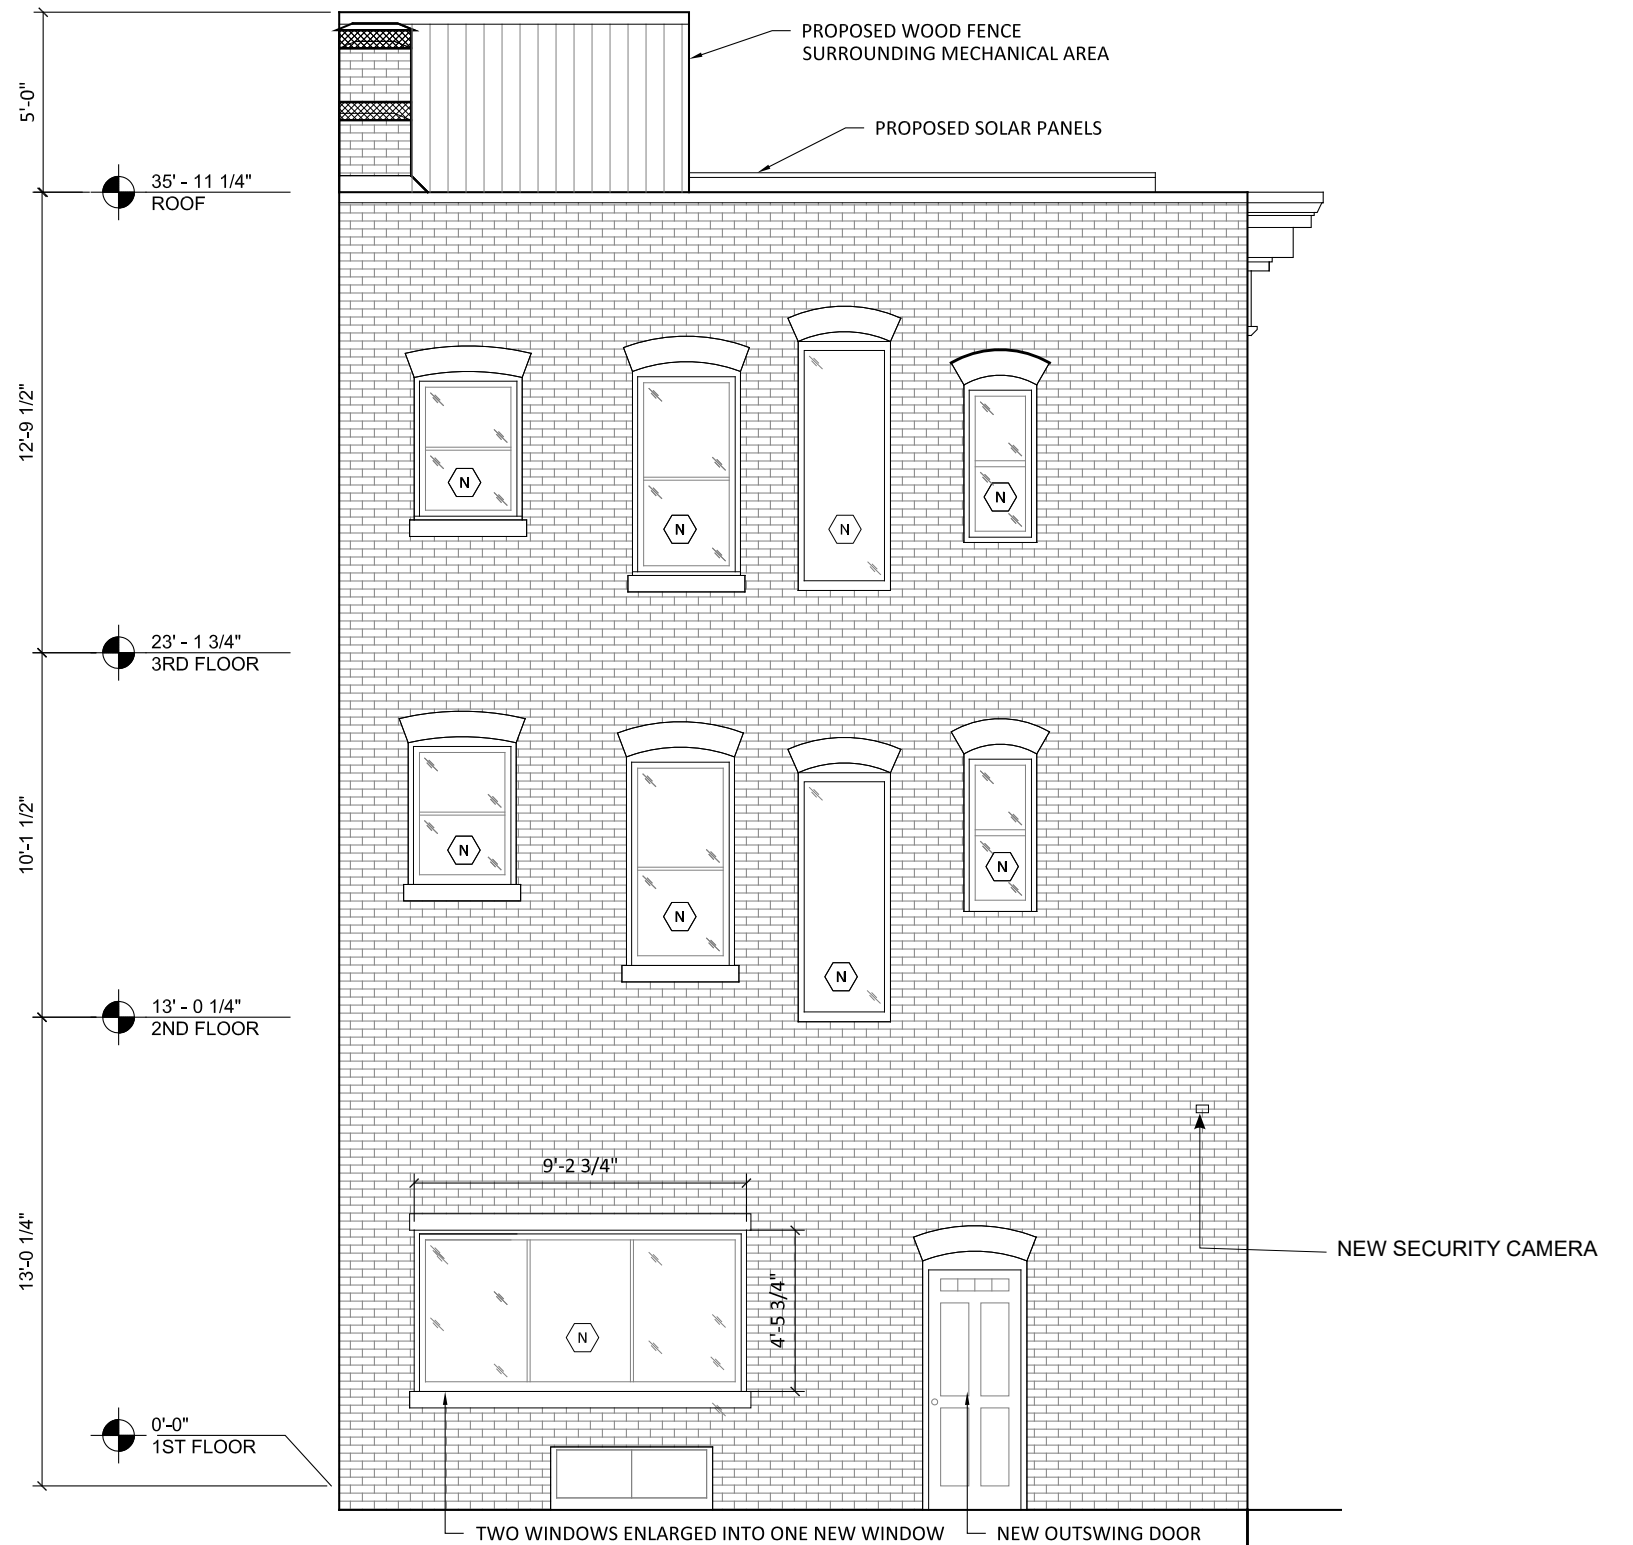 PROPOSED WOOD FENCE
SURROUNDING MECHANICAL AREA
5'-0"
PROPOSED SOLAR PANELS
35' - 11 1/4"
ROOF
12'-9 1/2"
N
N
N
N
23' - 1 3/4"
3RD FLOOR
10'-1 1/2"
N
N
N
N
13' - 0 1/4"
2ND FLOOR
9'-2 3/4"
13'-0 1/4"
4'-5 3/4"
N
NEW SECURITY CAMERA
0'-0"
1ST FLOOR
TWO WINDOWS ENLARGED INTO ONE NEW WINDOW
NEW OUTSWING DOOR